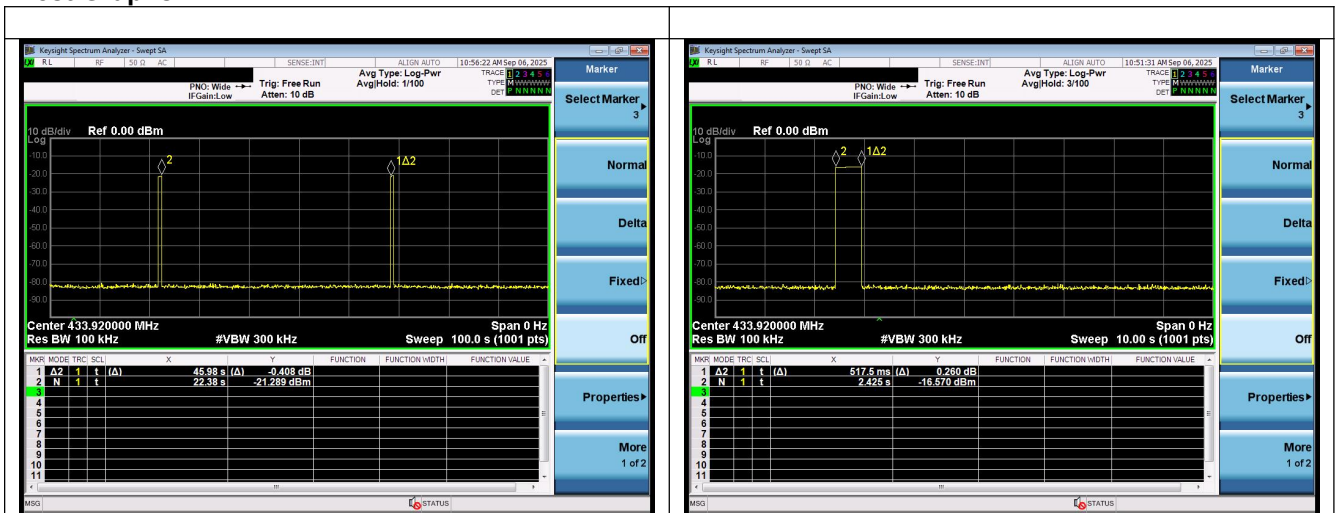 Keysight Spectrum Analyzer - Swept SA
LXI RL RF 50 Ω AC SENSE:INT ALIGN AUTO 10:56:22 AM Sep 06, 2025
PNO: Wide Trig: Free Run Avg Type: Log-Pwr TRACE 1 2 3 4 5 6
IFGain:Low Atten: 10 dB Avg|Hold: 1/100 TYPE M W W W W W
DET P N N N N N
10 dB/div Ref 0.00 dBm
Log
-10.0
-20.0
-30.0
-40.0
-50.0
-60.0
-70.0
-80.0
-90.0
2
1Δ2
Center 433.920000 MHz Span 0 Hz
Res BW 100 kHz #VBW 300 kHz Sweep 100.0 s (1001 pts)
MKR MODE TRC SCL X Y FUNCTION FUNCTION WIDTH FUNCTION VALUE
1 Δ2 1 t (Δ) 45.98 s (Δ) -0.408 dB
2 N 1 t 22.38 s -21.289 dBm
3
4
5
6
7
8
9
10
11
MSG STATUS
Marker
Select Marker
3
Normal
Delta
Fixed
Off
Properties
More
1 of 2
Keysight Spectrum Analyzer - Swept SA
LXI RL RF 50 Ω AC SENSE:INT ALIGN AUTO 10:51:31 AM Sep 06, 2025
PNO: Wide Trig: Free Run Avg Type: Log-Pwr TRACE 1 2 3 4 5 6
IFGain:Low Atten: 10 dB Avg|Hold: 3/100 TYPE M W W W W W
DET P N N N N N
10 dB/div Ref 0.00 dBm
Log
-10.0
-20.0
-30.0
-40.0
-50.0
-60.0
-70.0
-80.0
-90.0
2
1Δ2
Center 433.920000 MHz Span 0 Hz
Res BW 100 kHz #VBW 300 kHz Sweep 10.00 s (1001 pts)
MKR MODE TRC SCL X Y FUNCTION FUNCTION WIDTH FUNCTION VALUE
1 Δ2 1 t (Δ) 517.5 ms (Δ) 0.260 dB
2 N 1 t 2.425 s -16.570 dBm
3
4
5
6
7
8
9
10
11
MSG STATUS
Marker
Select Marker
3
Normal
Delta
Fixed
Off
Properties
More
1 of 2